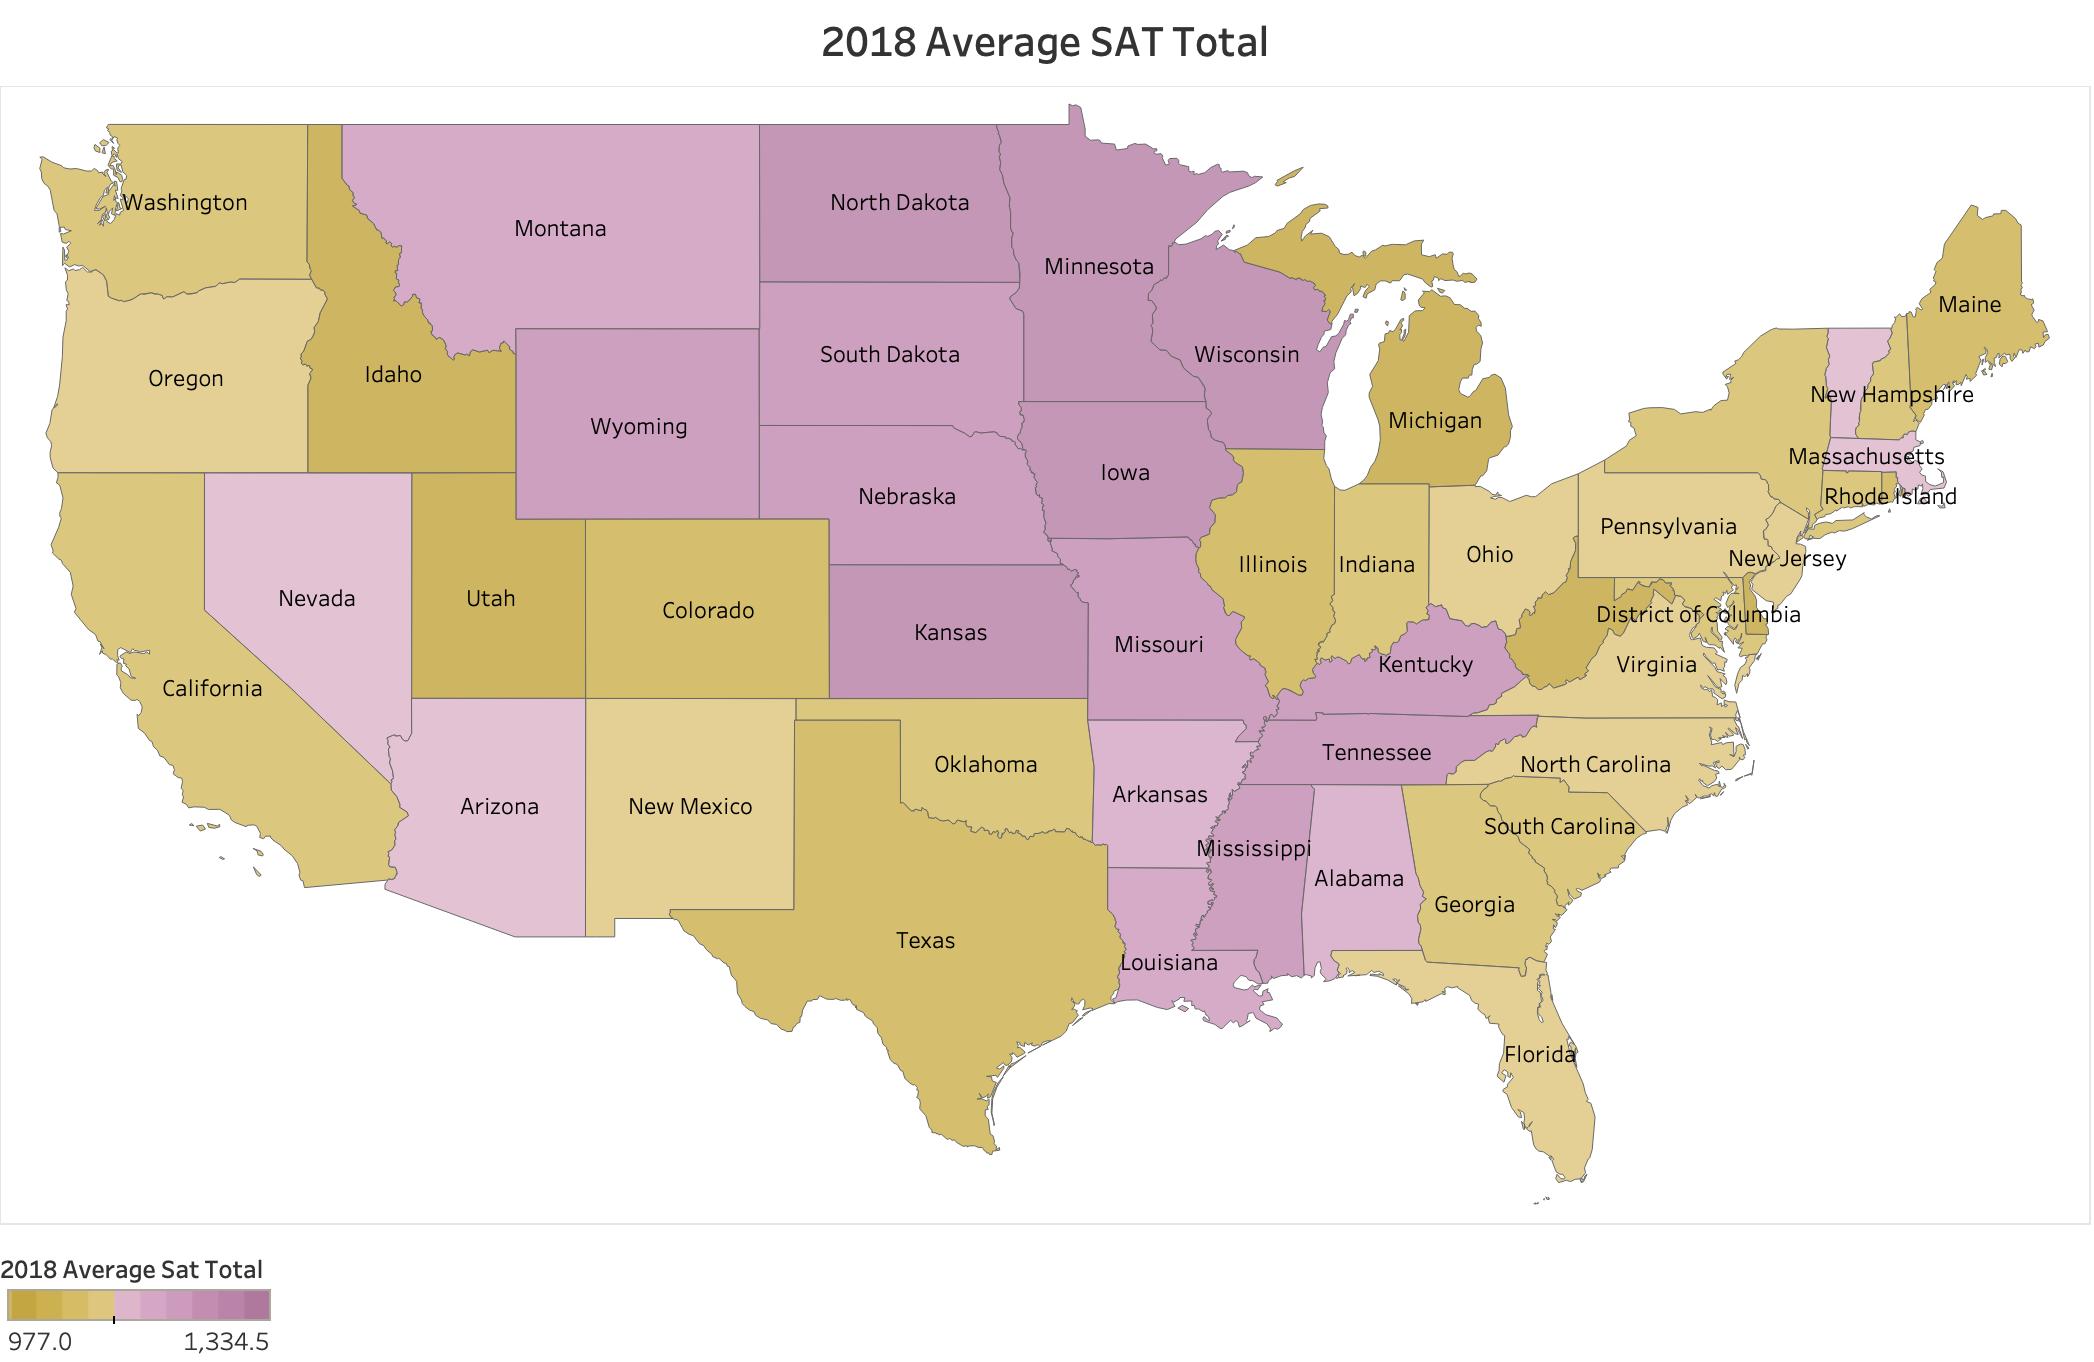 2018 Average SAT Total
Washington
North Dakota
Montana
Minnesota
Maine
South Dakota
Wisconsin
Oregon
Idaho
New Hampshire
Michigan
Wyoming
Massachusetts
Iowa
Nebraska
Rhode Island
Pennsylvania
Ohio
New Jersey
Illinois
Indiana
Nevada
Utah
Colorado
District of Columbia
Kansas
Missouri
Kentucky
Virginia
California
Tennessee
Oklahoma
North Carolina
Arkansas
Arizona
New Mexico
South Carolina
Mississippi
Alabama
Georgia
Texas
Louisiana
Florida
2018 Average Sat Total
977.0
1,334.5